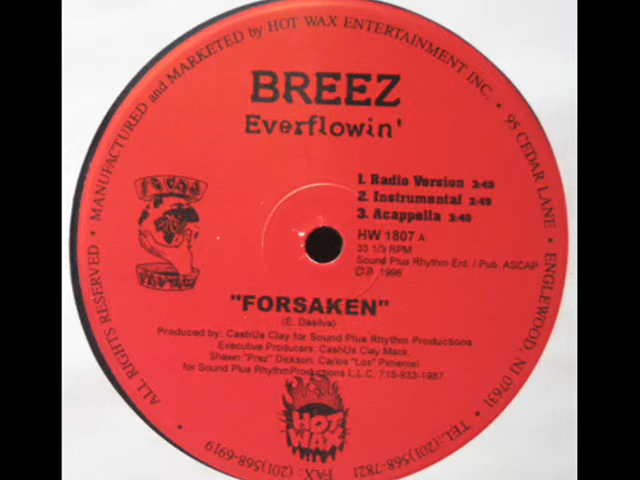 ALL RIGHTS RESERVED • MANUFACTURED and MARKETED by HOT WAX ENTERTAINMENT INC. • 95 CEDAR LANE • ENGLEWOOD, NJ 07631 • TEL:(201)568-7821 FAX: (201)568-6919 •
BREEZ
Everflowin'
1. Radio Version 3:49
2. Instrumental 3:49
3. Acappella 3:49
HW 1807 A
33 1/3 RPM
Sound Plus Rhythm Ent. / Pub. ASCAP
1996
"FORSAKEN"
(E. Dasilva)
Produced by: CashUs Clay for Sound Plus Rhythm Productions
Executive Producers: CashUs Clay Mack,
Shawn "Prez" Dickson, Carlos "Los" Pimentel
for Sound Plus RhythmProductions L.L.C. 718-933-1987
HOT
WAX